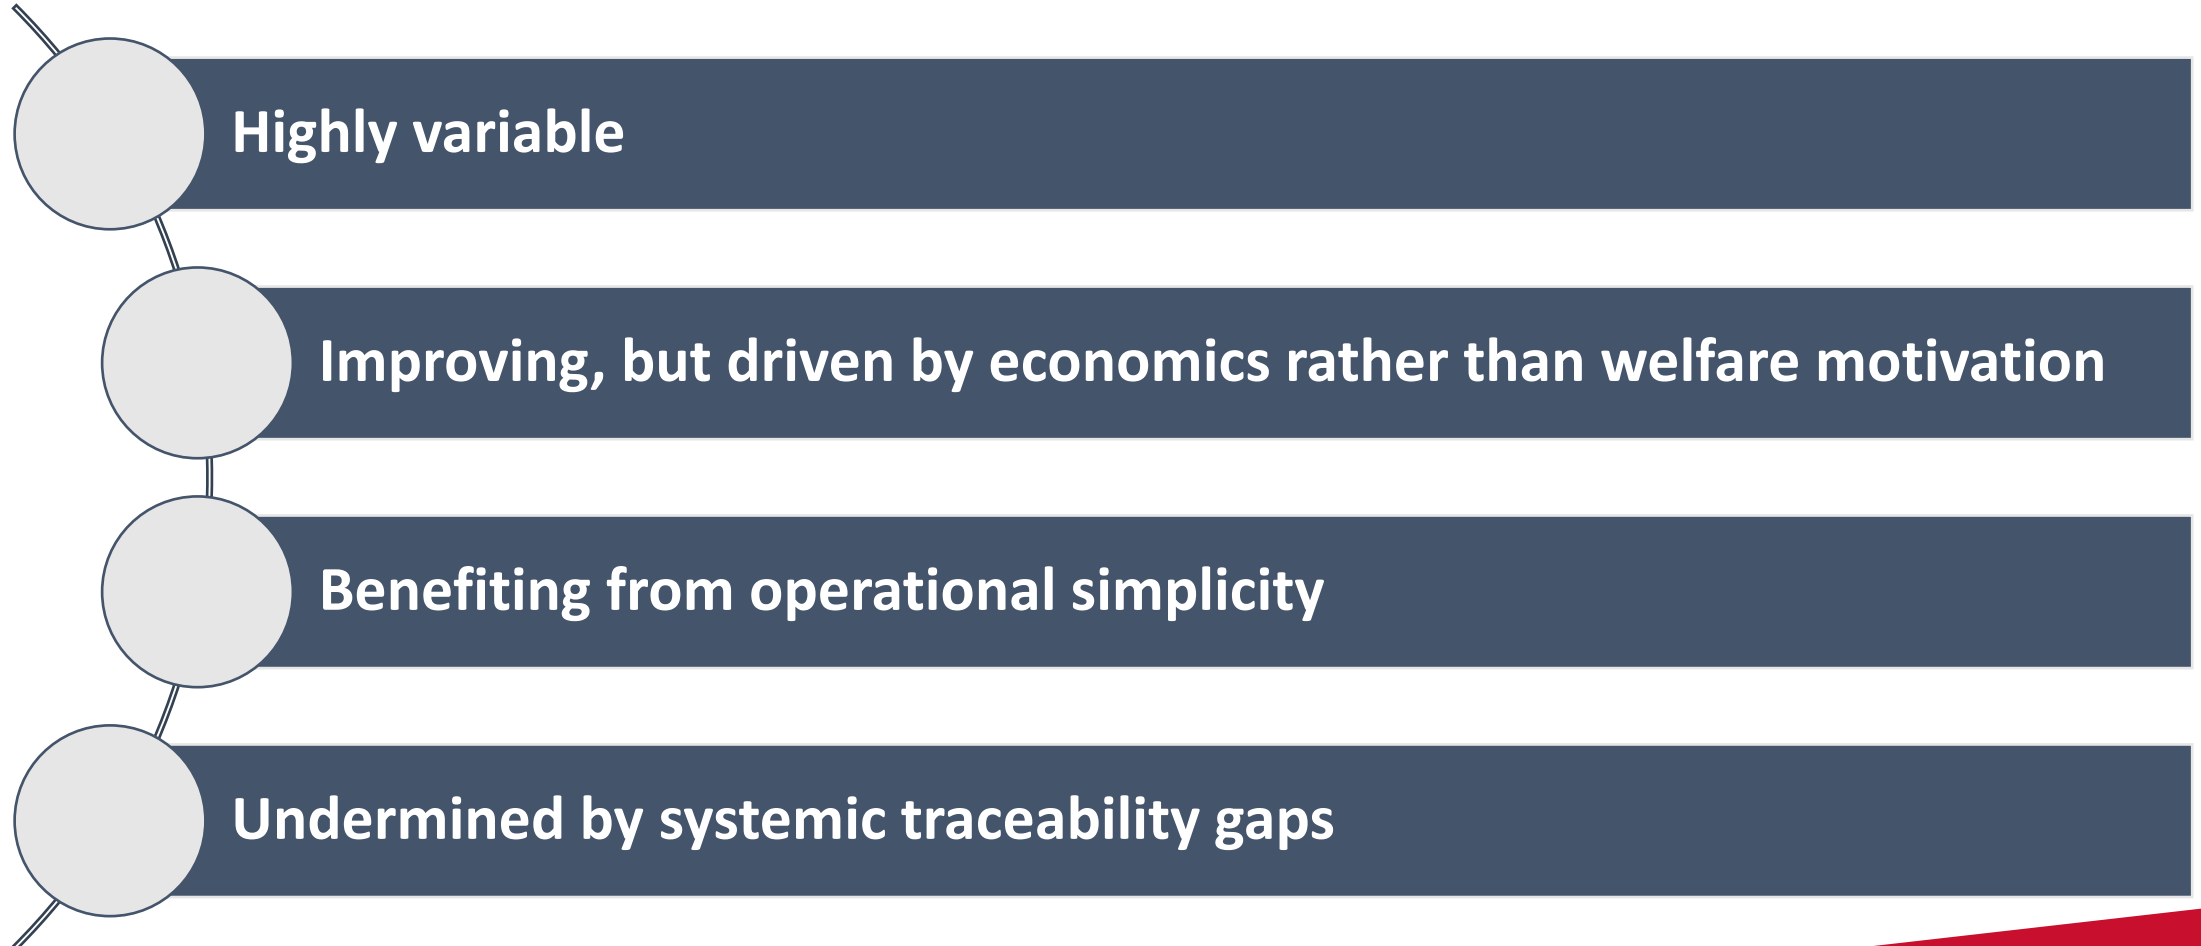 Highly variable
Improving, but driven by economics rather than welfare motivation
Benefiting from operational simplicity
Undermined by systemic traceability gaps